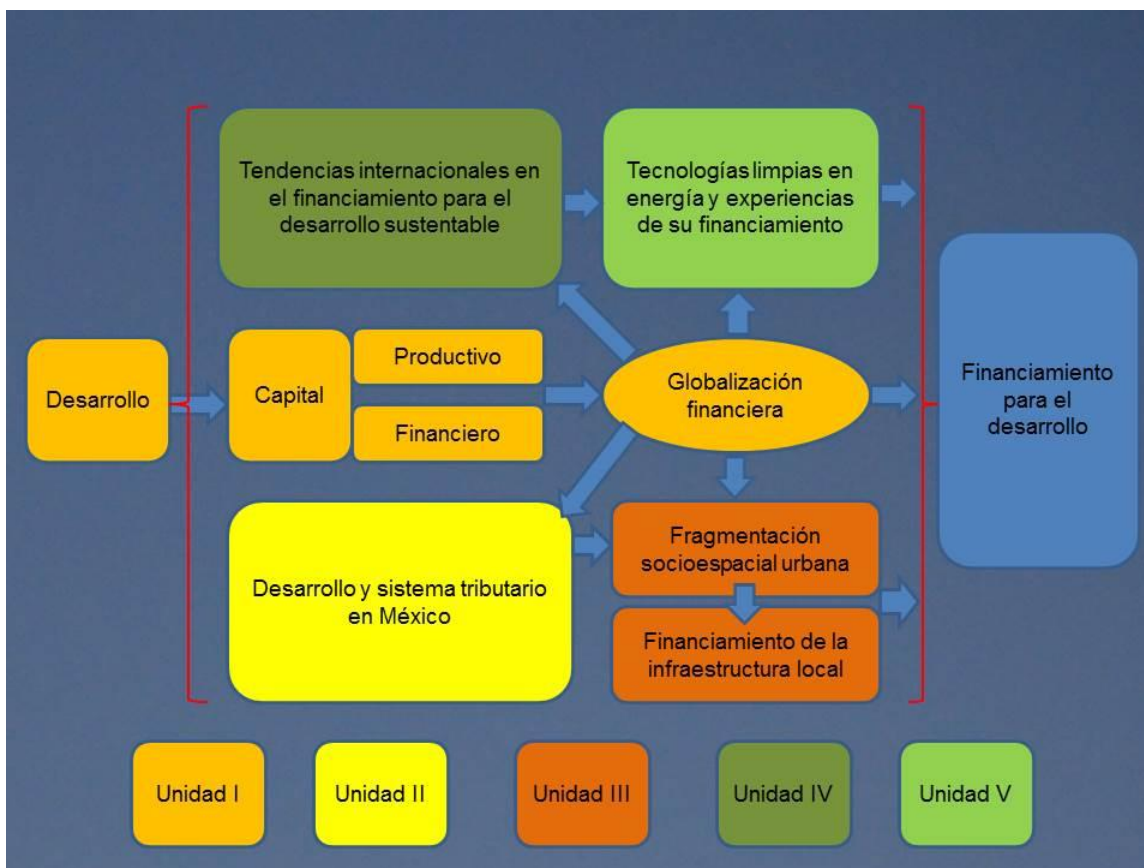 Tendencias internacionales en
el financiamiento para el
desarrollo sustentable
Tecnologías limpias en
energía y experiencias
de su financiamiento
Desarrollo
Capital
Productivo
Financiero
Globalización
financiera
Financiamiento
para el
desarrollo
Desarrollo y sistema tributario
en México
Fragmentación
socioespacial urbana
Financiamiento de la
infraestructura local
Unidad I
Unidad II
Unidad III
Unidad IV
Unidad V